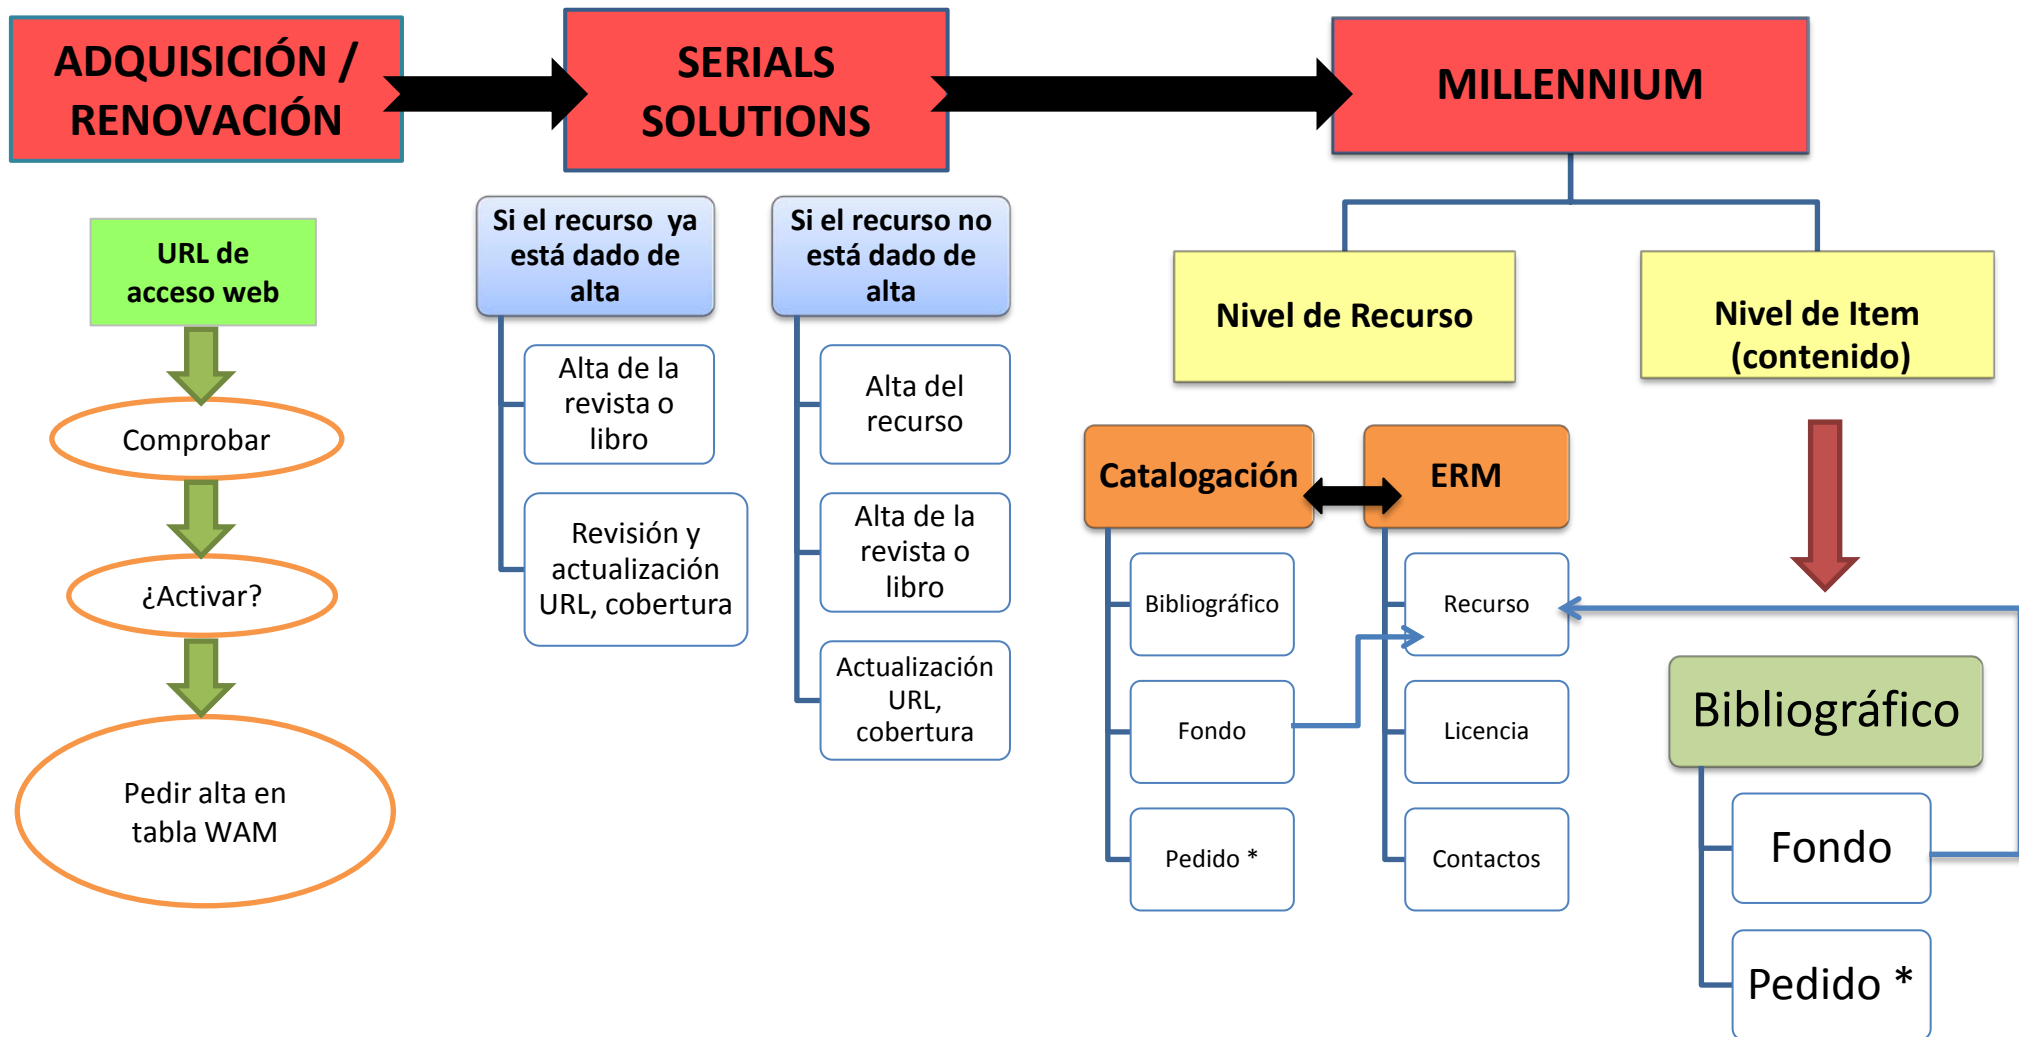 ADQUISICIÓN /
RENOVACIÓN
SERIALS
SOLUTIONS
MILLENNIUM
URL de
acceso web
Comprobar
¿Activar?
Pedir alta en
tabla WAM
Si el recurso ya
está dado de
alta
Alta de la
revista o
libro
Revisión y
actualización
URL, cobertura
Si el recurso no
está dado de
alta
Alta del
recurso
Alta de la
revista o
libro
Actualización
URL,
cobertura
Nivel de Recurso
Catalogación
Bibliográfico
Fondo
Pedido *
ERM
Recurso
Licencia
Contactos
Nivel de Item
(contenido)
Bibliográfico
Fondo
Pedido *